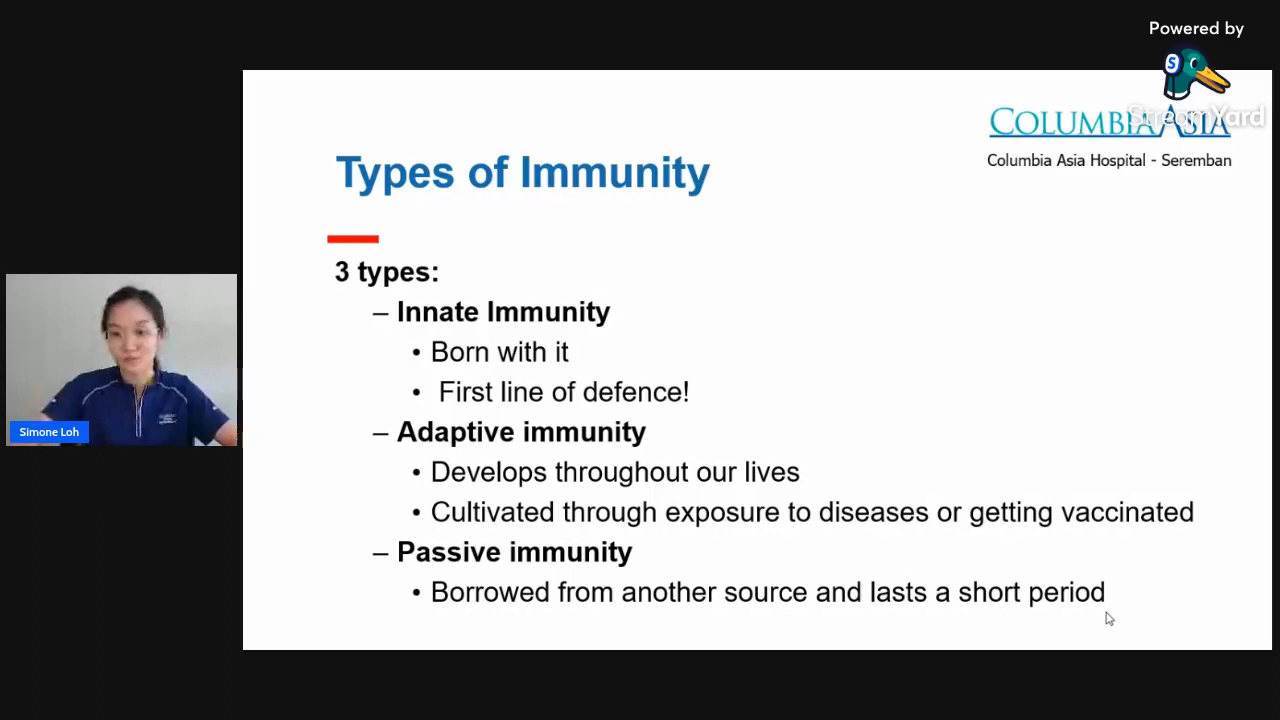 Powered by
StreamYard
COLUMBIA ASIA
Columbia Asia Hospital - Seremban
Types of Immunity
3 types:
– Innate Immunity
• Born with it
• First line of defence!
– Adaptive immunity
• Develops throughout our lives
• Cultivated through exposure to diseases or getting vaccinated
– Passive immunity
• Borrowed from another source and lasts a short period
Simone Loh